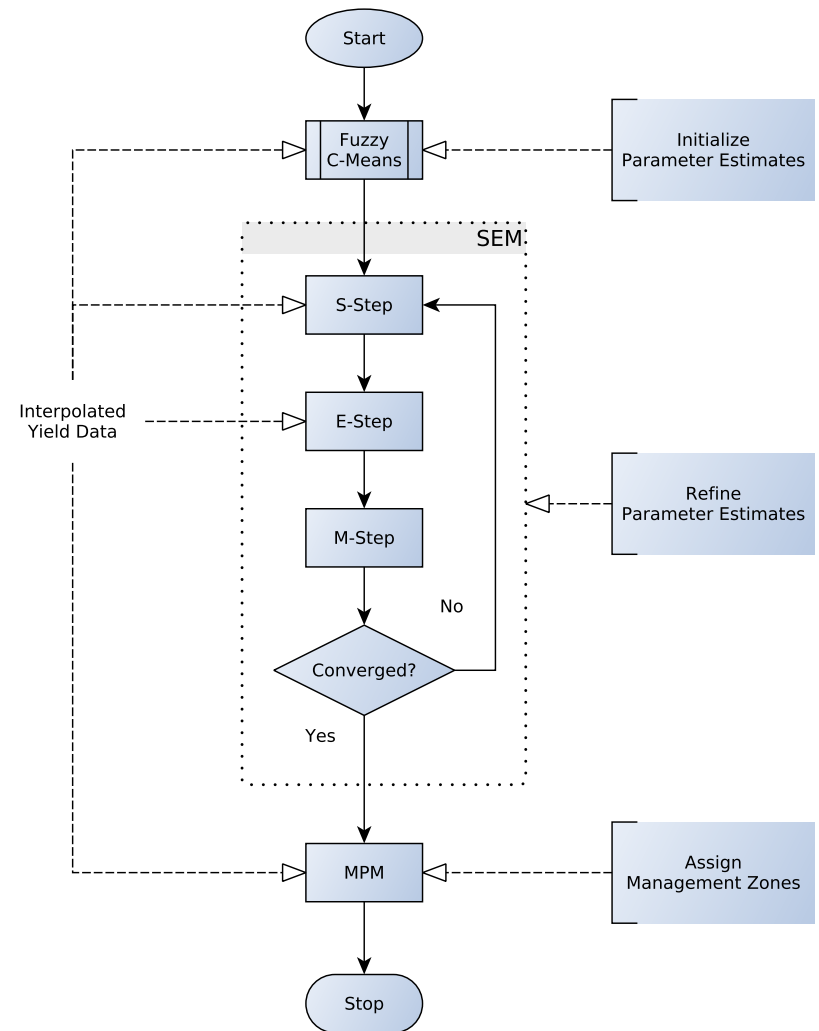 Start
Fuzzy
C-Means
Initialize
Parameter Estimates
SEM
S-Step
Interpolated
Yield Data
E-Step
Refine
Parameter Estimates
M-Step
No
Converged?
Yes
MPM
Assign
Management Zones
Stop